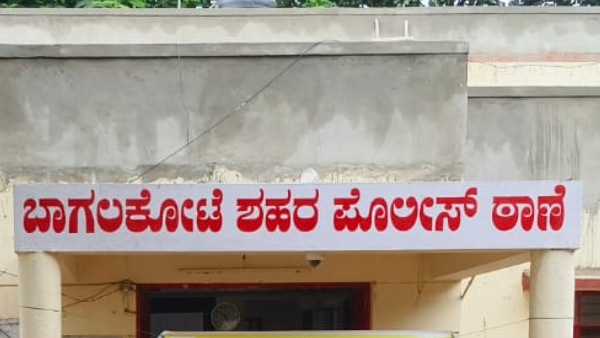 ಬಾಗಲಕೋಟೆ ಶಹರ ಪೊಲೀಸ್ ಠಾಣೆ